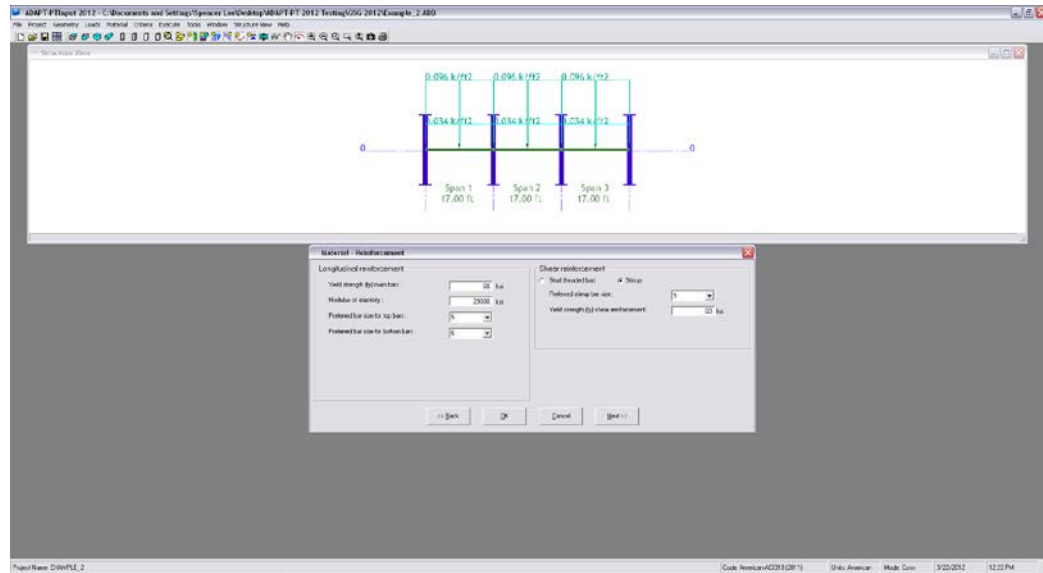 ADAPT-PTInput 2012 - C:\Documents and Settings\Spencer Lee\Desktop\ADAPT-PT 2012 Testing\GSG 2012\Example_2.ADB
File Project Geometry Loads Material Criteria Execute Tools Window Structure View Help
Structure View
0.096 k/ft2 0.096 k/ft2 0.096 k/ft2
0.034 k/ft2 0.034 k/ft2 0.034 k/ft2
0 0
Span 1 Span 2 Span 3
17.00 ft 17.00 ft 17.00 ft
Material - Reinforcement
Longitudinal reinforcement
Yield strength (fy) main bars: 60 ksi
Modulus of elasticity: 29000 ksi
Preferred bar size for top bars: 5
Preferred bar size for bottom bars:
Shear reinforcement
Stud (headed bar) Stirrup
Preferred stirrup bar size: 5
Yield strength (fy) shear reinforcement: 60 ksi
<< Back OK Cancel Next >>
Project Name: EXAMPLE_2 Code: American-ACI318 (2011) Units: American Mode: Conv 3/22/2012 12:33 PM